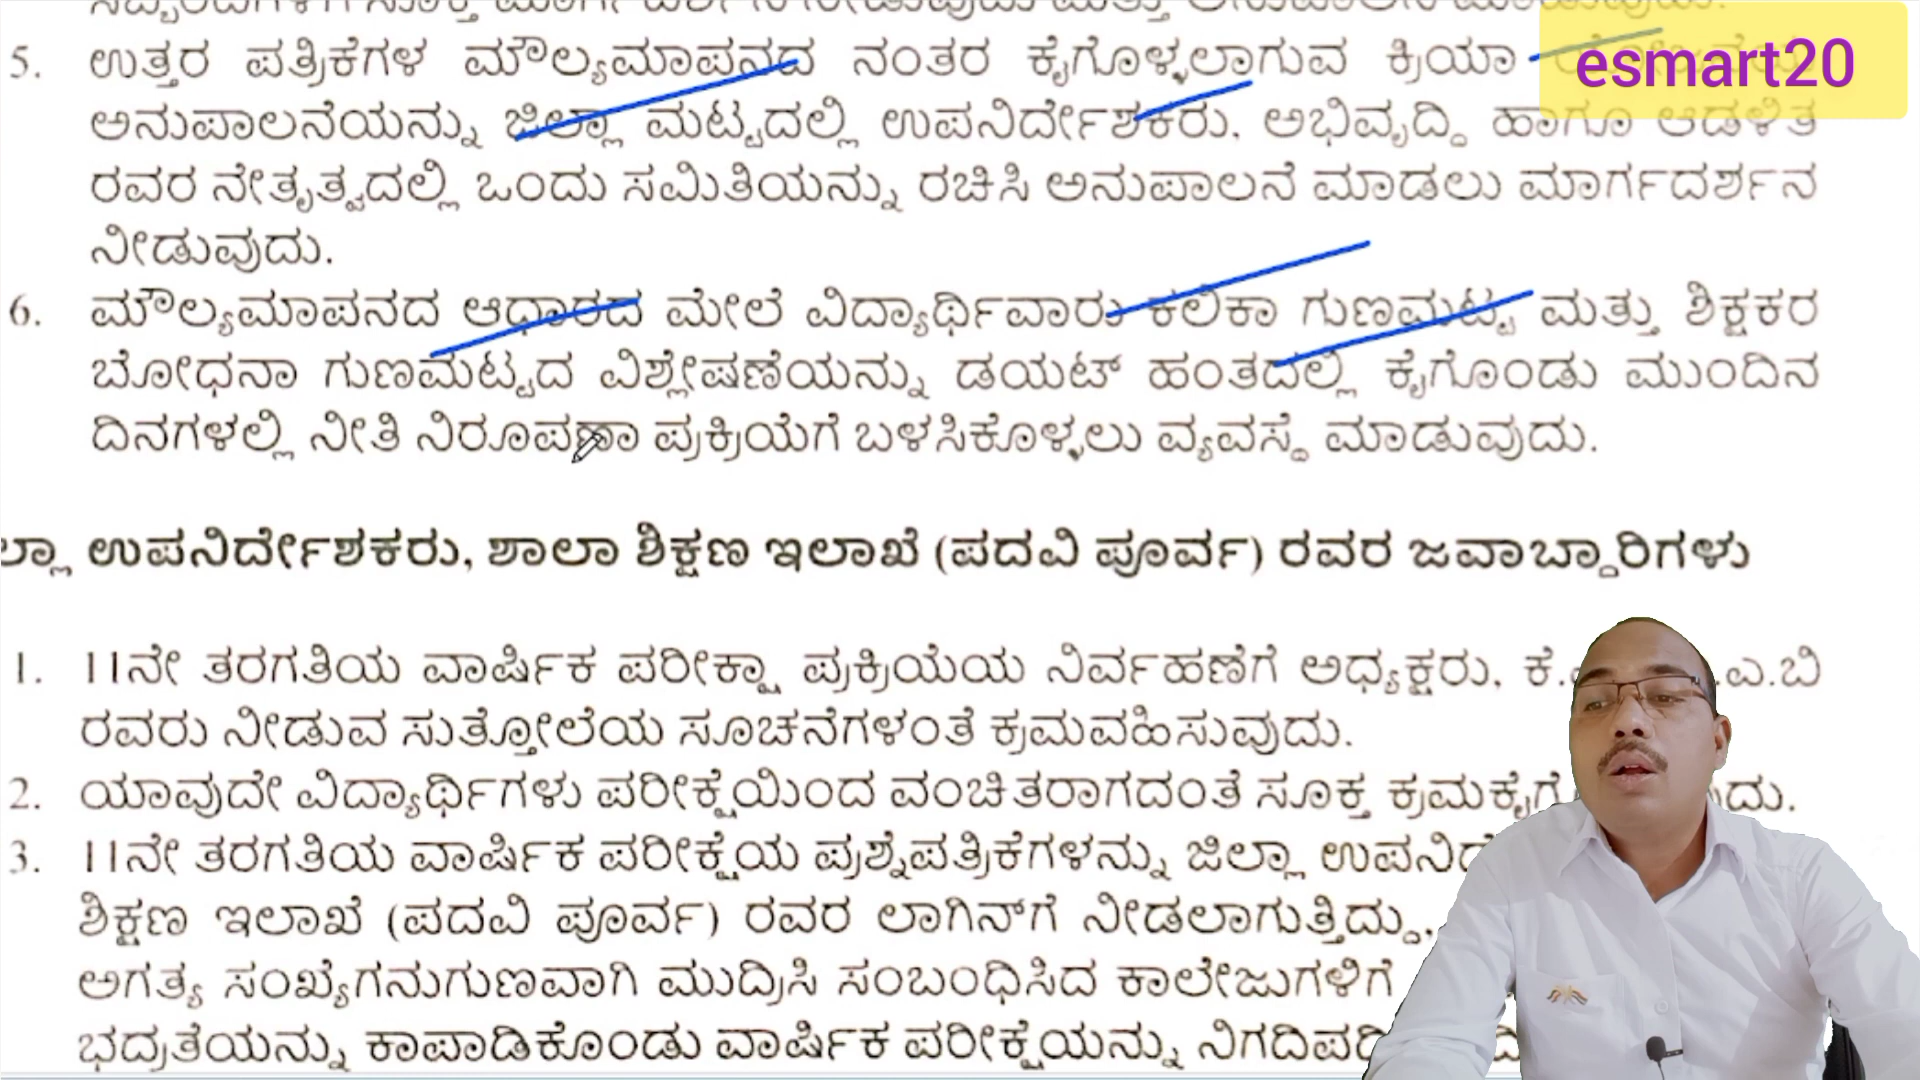 5. ಉತ್ತರ ಪತ್ರಿಕೆಗಳ ಮೌಲ್ಯಮಾಪನದ ನಂತರ ಕೈಗೊಳ್ಳಲಾಗುವ ಕ್ರಿಯಾ
esmart20
ಅನುಪಾಲನೆಯನ್ನು ಜಿಲ್ಲಾ ಮಟ್ಟದಲ್ಲಿ ಉಪನಿರ್ದೇಶಕರು, ಅಭಿವೃದ್ಧಿ ಹಾಗೂ ಆಡಳಿತ
ರವರ ನೇತೃತ್ವದಲ್ಲಿ ಒಂದು ಸಮಿತಿಯನ್ನು ರಚಿಸಿ ಅನುಪಾಲನೆ ಮಾಡಲು ಮಾರ್ಗದರ್ಶನ
ನೀಡುವುದು.
6. ಮೌಲ್ಯಮಾಪನದ ಆಧಾರದ ಮೇಲೆ ವಿದ್ಯಾರ್ಥಿವಾರು ಕಲಿಕಾ ಗುಣಮಟ್ಟ ಮತ್ತು ಶಿಕ್ಷಕರ
ಬೋಧನಾ ಗುಣಮಟ್ಟದ ವಿಶ್ಲೇಷಣೆಯನ್ನು ಡಯಟ್ ಹಂತದಲ್ಲಿ ಕೈಗೊಂಡು ಮುಂದಿನ
ದಿನಗಳಲ್ಲಿ ನೀತಿ ನಿರೂಪಣಾ ಪ್ರಕ್ರಿಯೆಗೆ ಬಳಸಿಕೊಳ್ಳಲು ವ್ಯವಸ್ಥೆ ಮಾಡುವುದು.
ಉಪನಿರ್ದೇಶಕರು, ಶಾಲಾ ಶಿಕ್ಷಣ ಇಲಾಖೆ (ಪದವಿ ಪೂರ್ವ) ರವರ ಜವಾಬ್ದಾರಿಗಳು
1. 11ನೇ ತರಗತಿಯ ವಾರ್ಷಿಕ ಪರೀಕ್ಷಾ ಪ್ರಕ್ರಿಯೆಯ ನಿರ್ವಹಣೆಗೆ ಅಧ್ಯಕ್ಷರು, ಕೆ. .ಎ.ಬಿ
ರವರು ನೀಡುವ ಸುತ್ತೋಲೆಯ ಸೂಚನೆಗಳಂತೆ ಕ್ರಮವಹಿಸುವುದು.
2. ಯಾವುದೇ ವಿದ್ಯಾರ್ಥಿಗಳು ಪರೀಕ್ಷೆಯಿಂದ ವಂಚಿತರಾಗದಂತೆ ಸೂಕ್ತ
3. 11ನೇ ತರಗತಿಯ ವಾರ್ಷಿಕ ಪರೀಕ್ಷೆಯ ಪ್ರಶ್ನೆಪತ್ರಿಕೆಗಳನ್ನು ಜಿಲ್ಲಾ
ಶಿಕ್ಷಣ ಇಲಾಖೆ (ಪದವಿ ಪೂರ್ವ) ರವರ ಲಾಗಿನ್‌ಗೆ ನೀಡಲಾಗುತ್ತಿದ್ದು,
ಅಗತ್ಯ ಸಂಖ್ಯೆಗನುಗುಣವಾಗಿ ಮುದ್ರಿಸಿ ಸಂಬಂಧಿಸಿದ ಕಾಲೇಜುಗಳಿಗೆ
ಭದ್ರತೆಯನ್ನು ಕಾಪಾಡಿಕೊಂಡು ವಾರ್ಷಿಕ ಪರೀಕ್ಷೆಯನ್ನು